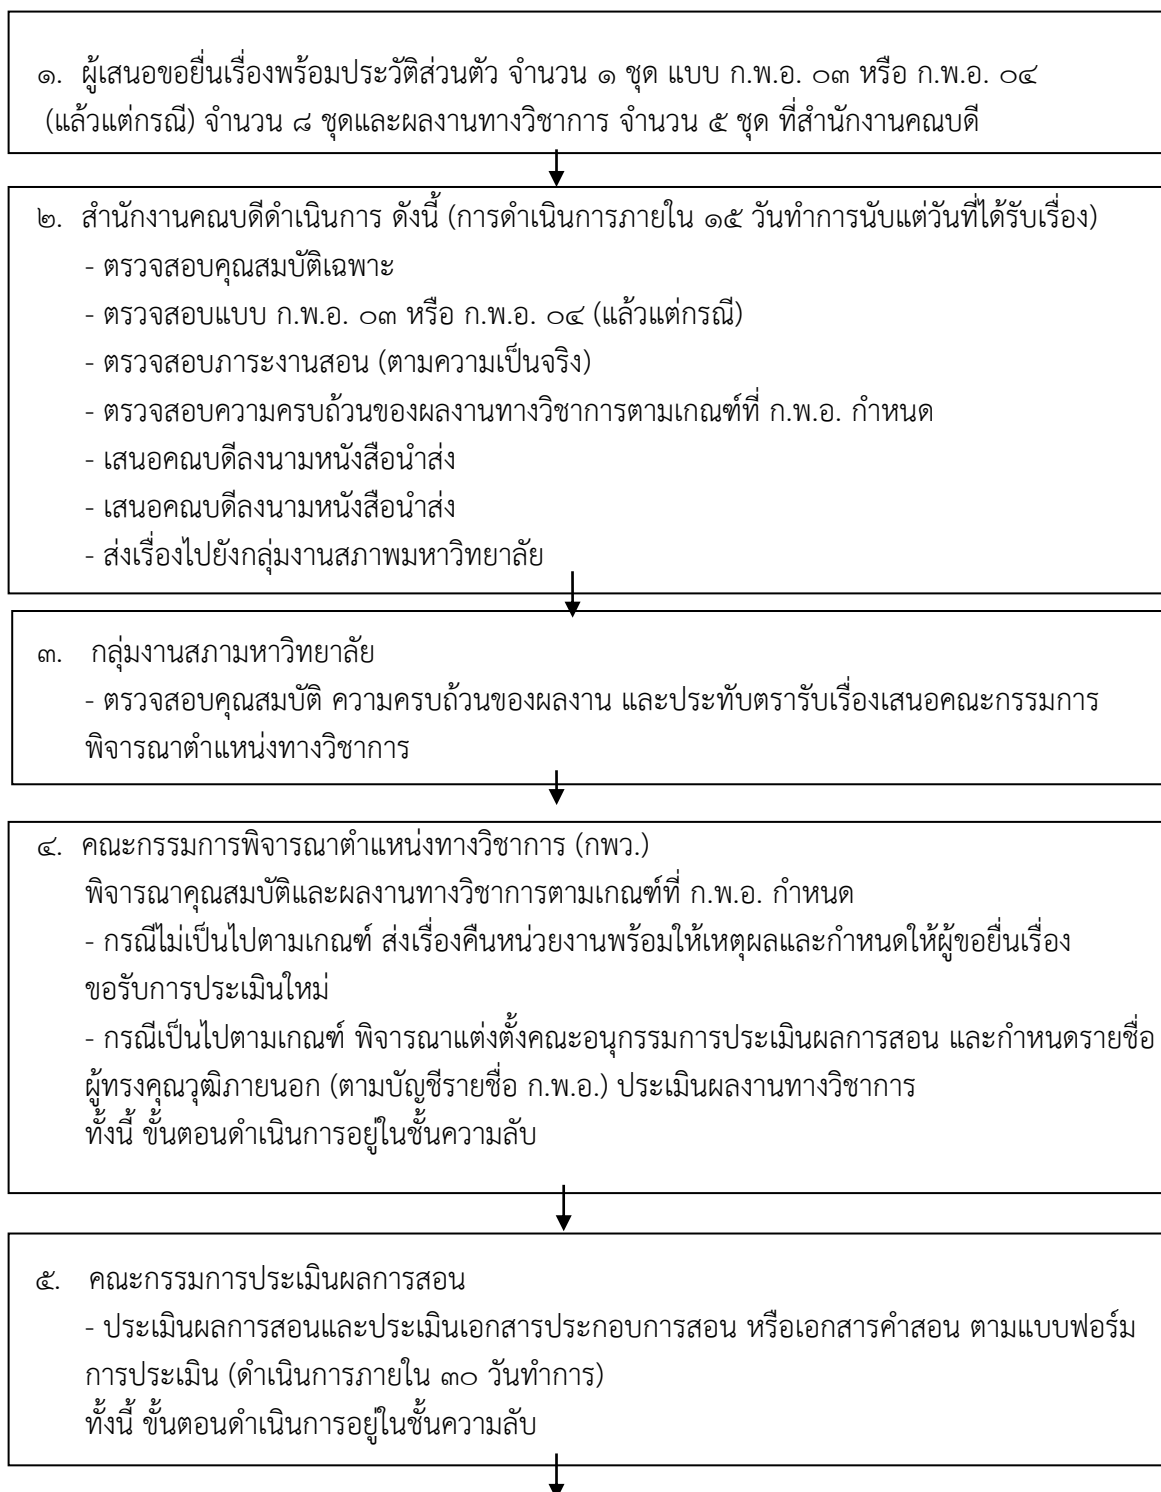 ๑. ผู้เสนอขอยื่นเรื่องพร้อมประวัติส่วนตัว จำนวน ๑ ชุด แบบ ก.พ.อ. ๐๓ หรือ ก.พ.อ. ๐๔
(แล้วแต่กรณี) จำนวน ๘ ชุดและผลงานทางวิชาการ จำนวน ๕ ชุด ที่สำนักงานคณบดี
๒. สำนักงานคณบดีดำเนินการ ดังนี้ (การดำเนินการภายใน ๑๕ วันทำการนับแต่วันที่ได้รับเรื่อง)
- ตรวจสอบคุณสมบัติเฉพาะ
- ตรวจสอบแบบ ก.พ.อ. ๐๓ หรือ ก.พ.อ. ๐๔ (แล้วแต่กรณี)
- ตรวจสอบภาระงานสอน (ตามความเป็นจริง)
- ตรวจสอบความครบถ้วนของผลงานทางวิชาการตามเกณฑ์ที่ ก.พ.อ. กำหนด
- เสนอคณบดีลงนามหนังสือนำส่ง
- เสนอคณบดีลงนามหนังสือนำส่ง
- ส่งเรื่องไปยังกลุ่มงานสภาพมหาวิทยาลัย
๓. กลุ่มงานสภามหาวิทยาลัย
- ตรวจสอบคุณสมบัติ ความครบถ้วนของผลงาน และประทับตรารับเรื่องเสนอคณะกรรมการ
พิจารณาตำแหน่งทางวิชาการ
๔. คณะกรรมการพิจารณาตำแหน่งทางวิชาการ (กพว.)
พิจารณาคุณสมบัติและผลงานทางวิชาการตามเกณฑ์ที่ ก.พ.อ. กำหนด
- กรณีไม่เป็นไปตามเกณฑ์ ส่งเรื่องคืนหน่วยงานพร้อมให้เหตุผลและกำหนดให้ผู้ขอยื่นเรื่อง
ขอรับการประเมินใหม่
- กรณีเป็นไปตามเกณฑ์ พิจารณาแต่งตั้งคณะอนุกรรมการประเมินผลการสอน และกำหนดรายชื่อ
ผู้ทรงคุณวุฒิภายนอก (ตามบัญชีรายชื่อ ก.พ.อ.) ประเมินผลงานทางวิชาการ
ทั้งนี้ ขั้นตอนดำเนินการอยู่ในชั้นความลับ
๕. คณะกรรมการประเมินผลการสอน
- ประเมินผลการสอนและประเมินเอกสารประกอบการสอน หรือเอกสารคำสอน ตามแบบฟอร์ม
การประเมิน (ดำเนินการภายใน ๓๐ วันทำการ)
ทั้งนี้ ขั้นตอนดำเนินการอยู่ในชั้นความลับ